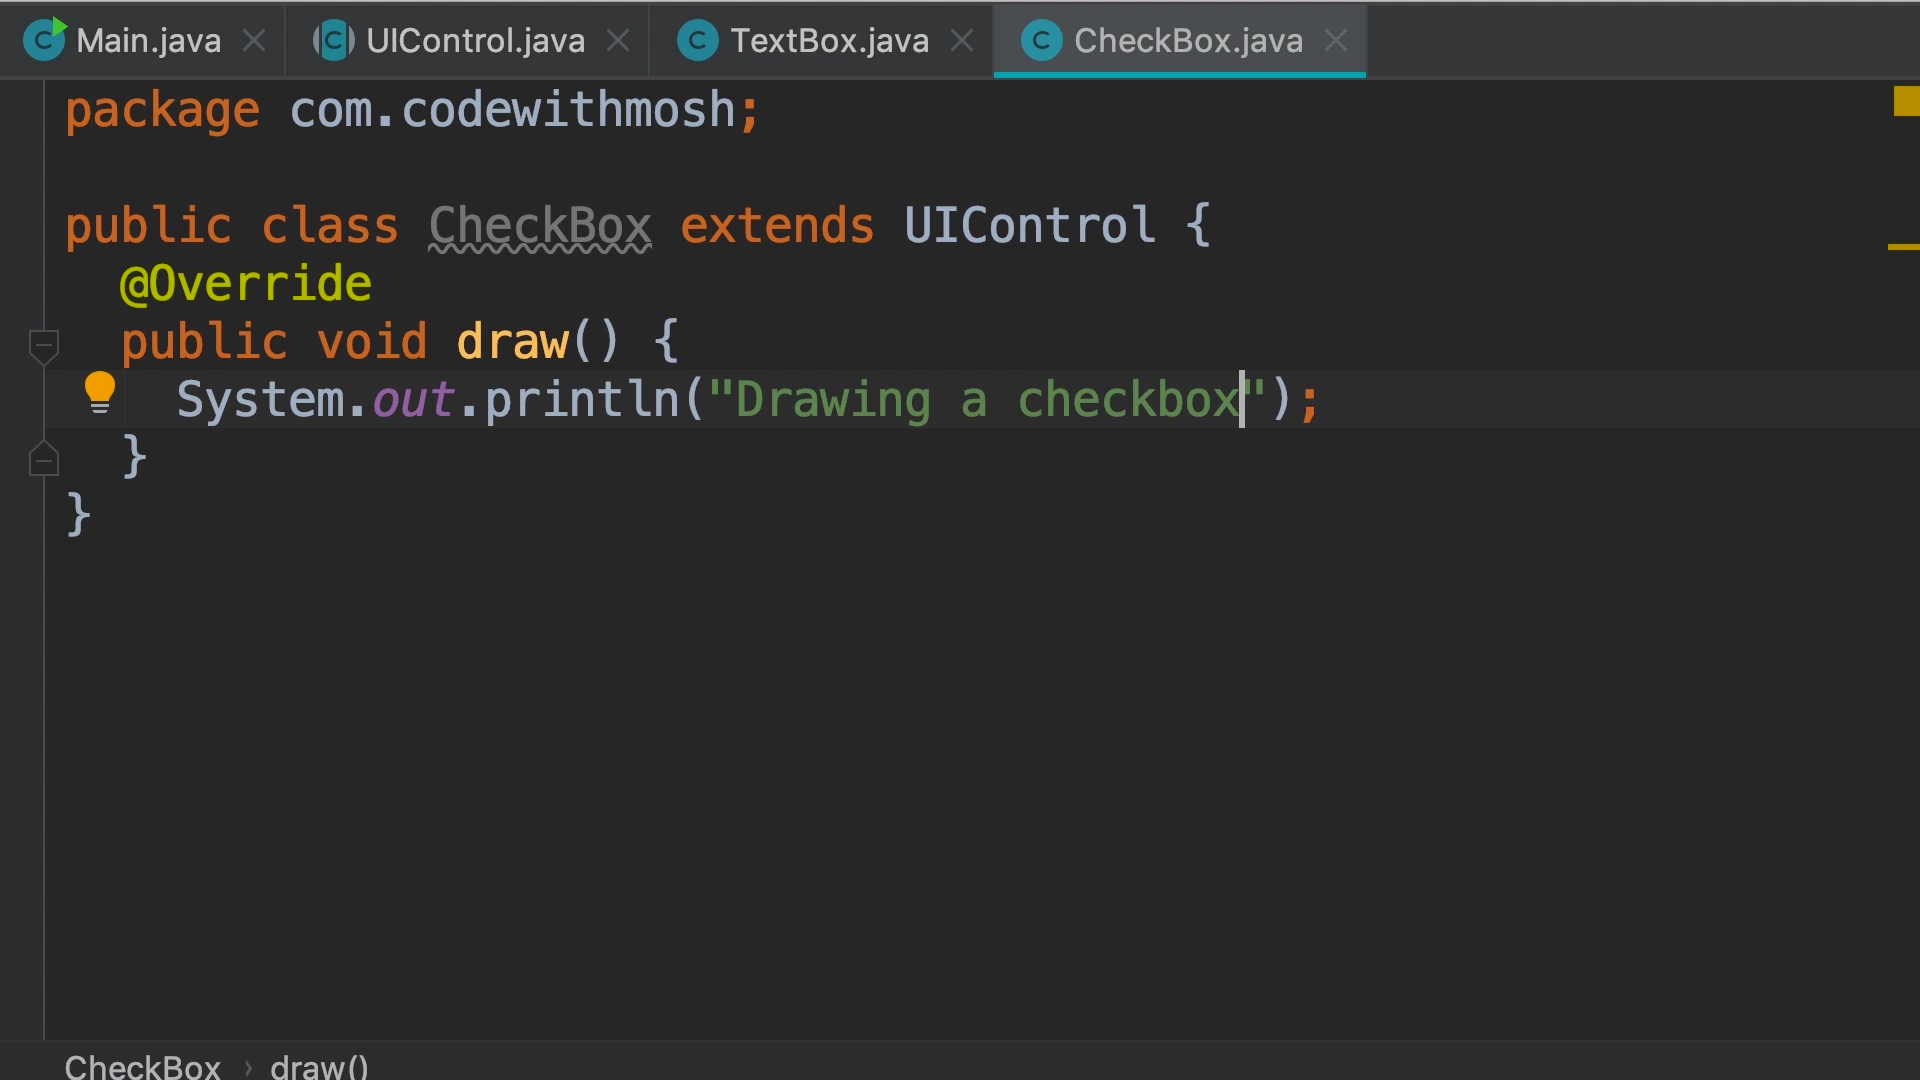 Main.java UIControl.java TextBox.java CheckBox.java
package com.codewithmosh;
public class CheckBox extends UIControl {
@Override
public void draw() {
System.out.println("Drawing a checkbox");
}
}
CheckBox › draw()